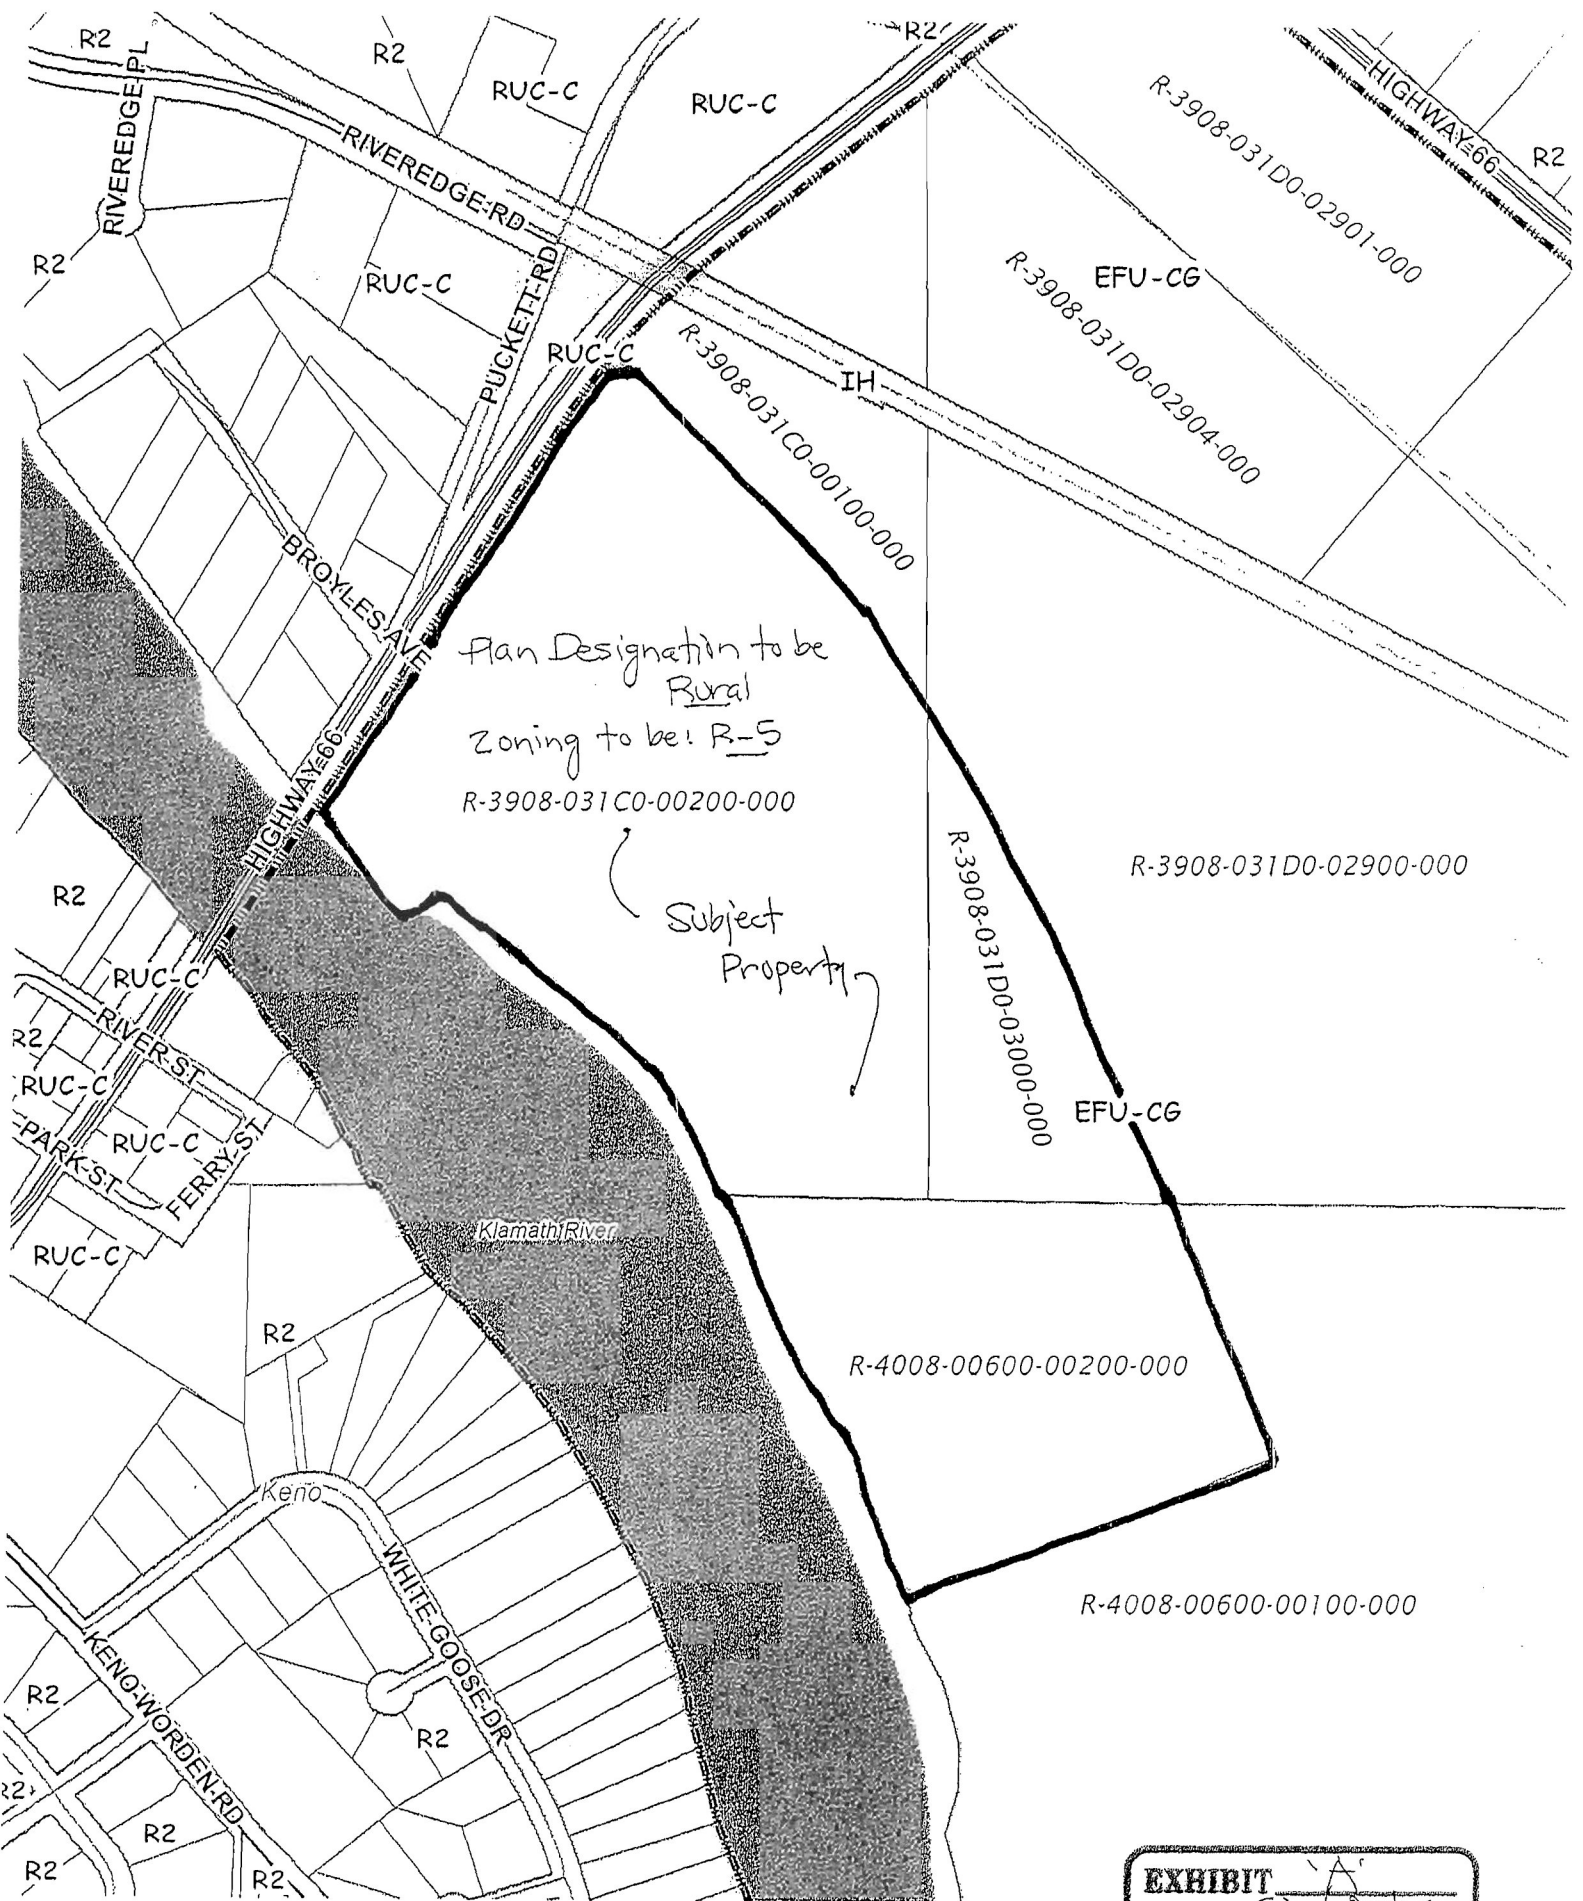 R2
RIVEREDGE PL
R2
RUC-C
RUC-C
R2
HIGHWAY 66
R2
R-3908-031D0-02901-000
RIVEREDGE RD
R2
RUC-C
PUCKETT RD
RUC-C
EFU-CG
R-3908-031D0-02904-000
R-3908-031C0-00100-000
IH
BROYLES AVE
Plan Designation to be
Rural
Zoning to be: R-5
R-3908-031C0-00200-000
Subject
Property
HIGHWAY 66
R-3908-031D0-02900-000
R-3908-031D0-03000-000
R2
RUC-C
RIVER ST
R2
RUC-C
RUC-C
PARK ST
FERRY ST
RUC-C
EFU-CG
Klamath River
R2
R-4008-00600-00200-000
Keno
WHITE GOOSE DR
R-4008-00600-00100-000
KENO WORDEN RD
R2
R2
R2
R2
R2
R2
EXHIBIT A